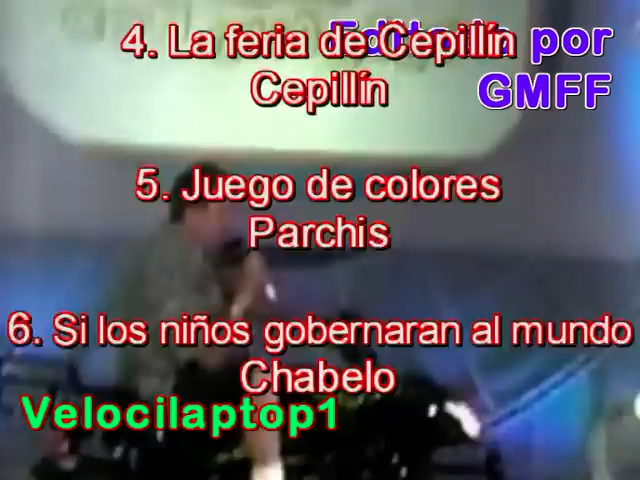 4. La feria de Cepillín
Editado por
Cepillín
GMFF
5. Juego de colores
Parchis
6. Si los niños gobernaran al mundo
Chabelo
Velocilaptop1